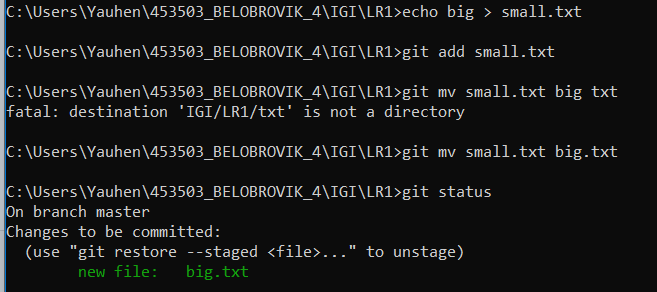 C:\Users\Yauhen\453503_BELOBROVIK_4\IGI\LR1>echo big > small.txt
C:\Users\Yauhen\453503_BELOBROVIK_4\IGI\LR1>git add small.txt
C:\Users\Yauhen\453503_BELOBROVIK_4\IGI\LR1>git mv small.txt big txt
fatal: destination 'IGI/LR1/txt' is not a directory
C:\Users\Yauhen\453503_BELOBROVIK_4\IGI\LR1>git mv small.txt big.txt
C:\Users\Yauhen\453503_BELOBROVIK_4\IGI\LR1>git status
On branch master
Changes to be committed:
  (use "git restore --staged <file>..." to unstage)
        new file:   big.txt